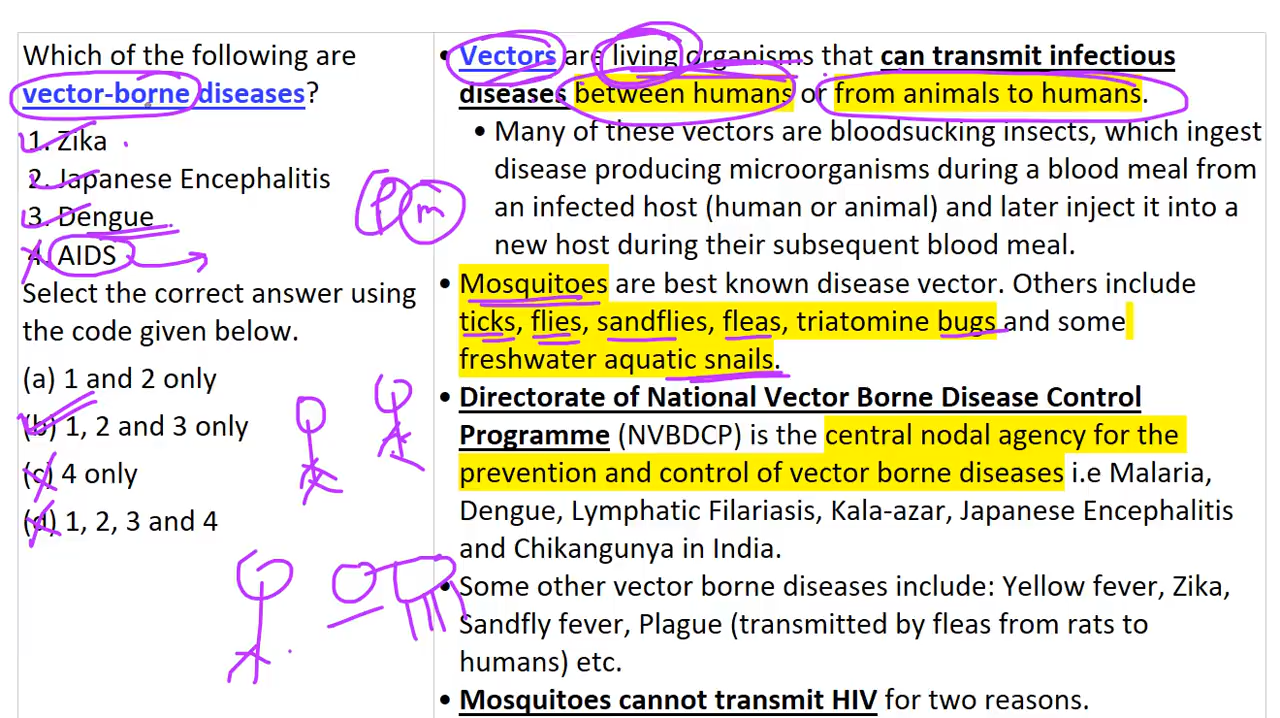 Which of the following are
vector-borne diseases?
1. Zika
2. Japanese Encephalitis
3. Dengue
4. AIDS
Select the correct answer using
the code given below.
(a) 1 and 2 only
(b) 1, 2 and 3 only
(c) 4 only
(d) 1, 2, 3 and 4
P m
• Vectors are living organisms that can transmit infectious
diseases between humans or from animals to humans.
• Many of these vectors are bloodsucking insects, which ingest
disease producing microorganisms during a blood meal from
an infected host (human or animal) and later inject it into a
new host during their subsequent blood meal.
• Mosquitoes are best known disease vector. Others include
ticks, flies, sandflies, fleas, triatomine bugs and some
freshwater aquatic snails.
• Directorate of National Vector Borne Disease Control
Programme (NVBDCP) is the central nodal agency for the
prevention and control of vector borne diseases i.e Malaria,
Dengue, Lymphatic Filariasis, Kala-azar, Japanese Encephalitis
and Chikangunya in India.
• Some other vector borne diseases include: Yellow fever, Zika,
Sandfly fever, Plague (transmitted by fleas from rats to
humans) etc.
• Mosquitoes cannot transmit HIV for two reasons.